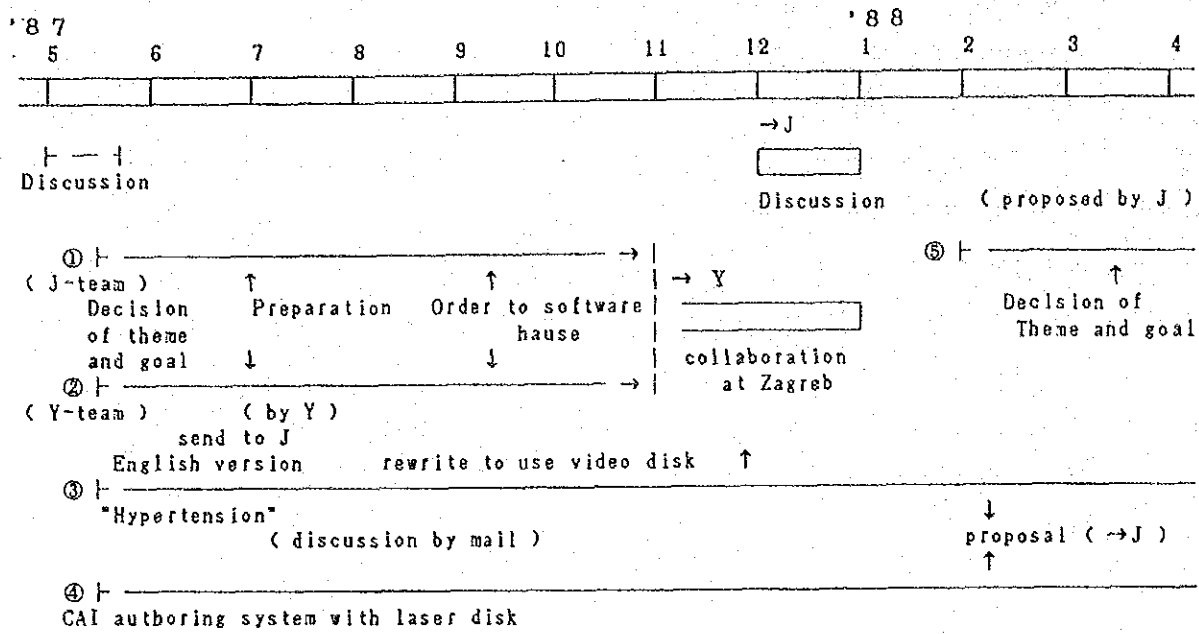 '87 '88
5 6 7 8 9 10 11 12 1 2 3 4
→J
Discussion
Discussion ( proposed by J )
① ⑤
( J-team ) ↑ ↑ → Y ↑
Decision Preparation Order to software Decision of
of theme hause Theme and goal
and goal ↓ ↓ collaboration
② at Zagreb
( Y-team ) ( by Y )
send to J
English version rewrite to use video disk ↑
③
"Hypertension" ↓
( discussion by mail ) proposal ( →J )
↑
④
CAI authoring system with laser disk